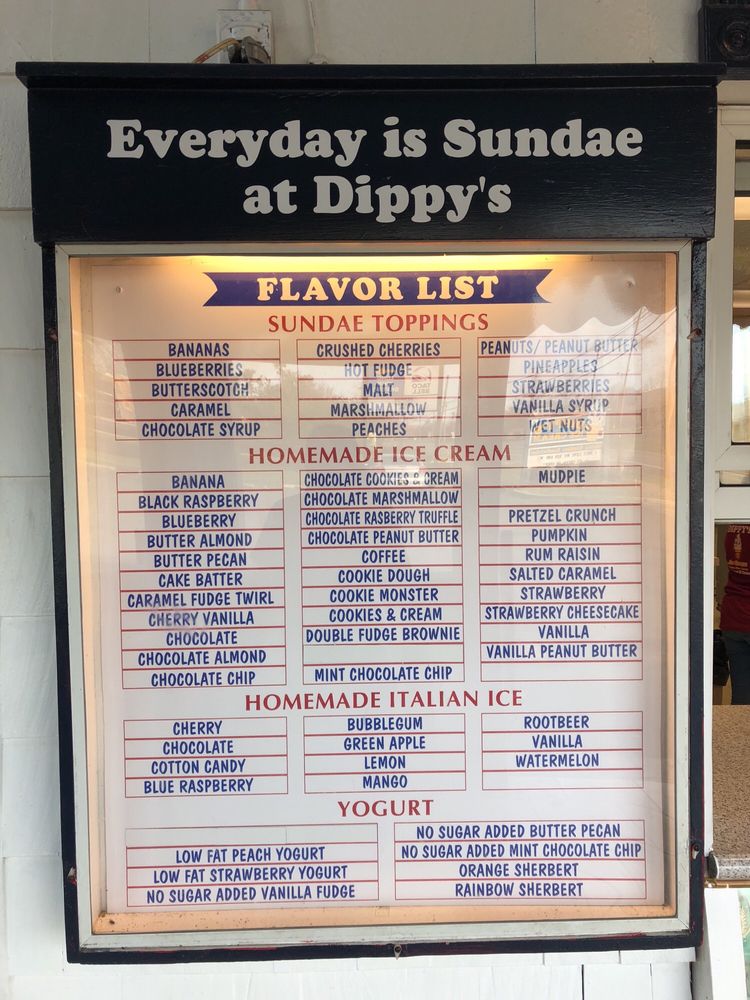 Everyday is Sundae
at Dippy's
FLAVOR LIST
SUNDAE TOPPINGS
BANANAS
BLUEBERRIES
BUTTERSCOTCH
CARAMEL
CHOCOLATE SYRUP
CRUSHED CHERRIES
HOT FUDGE
MALT
MARSHMALLOW
PEACHES
PEANUTS/ PEANUT BUTTER
PINEAPPLES
STRAWBERRIES
VANILLA SYRUP
WET NUTS
HOMEMADE ICE CREAM
BANANA
BLACK RASPBERRY
BLUEBERRY
BUTTER ALMOND
BUTTER PECAN
CAKE BATTER
CARAMEL FUDGE TWIRL
CHERRY VANILLA
CHOCOLATE
CHOCOLATE ALMOND
CHOCOLATE CHIP
CHOCOLATE COOKIES & CREAM
CHOCOLATE MARSHMALLOW
CHOCOLATE RASBERRY TRUFFLE
CHOCOLATE PEANUT BUTTER
COFFEE
COOKIE DOUGH
COOKIE MONSTER
COOKIES & CREAM
DOUBLE FUDGE BROWNIE
MINT CHOCOLATE CHIP
MUDPIE
PRETZEL CRUNCH
PUMPKIN
RUM RAISIN
SALTED CARAMEL
STRAWBERRY
STRAWBERRY CHEESECAKE
VANILLA
VANILLA PEANUT BUTTER
HOMEMADE ITALIAN ICE
CHERRY
CHOCOLATE
COTTON CANDY
BLUE RASPBERRY
BUBBLEGUM
GREEN APPLE
LEMON
MANGO
ROOTBEER
VANILLA
WATERMELON
YOGURT
LOW FAT PEACH YOGURT
LOW FAT STRAWBERRY YOGURT
NO SUGAR ADDED VANILLA FUDGE
NO SUGAR ADDED BUTTER PECAN
NO SUGAR ADDED MINT CHOCOLATE CHIP
ORANGE SHERBERT
RAINBOW SHERBERT